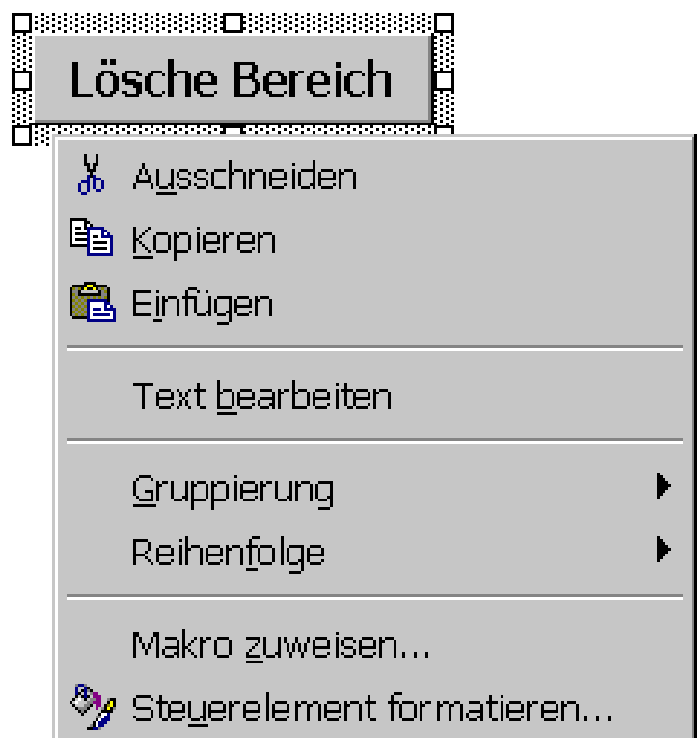 Lösche Bereich
Ausschneiden
Kopieren
Einfügen
Text bearbeiten
Gruppierung
Reihenfolge
Makro zuweisen...
Steuerelement formatieren...